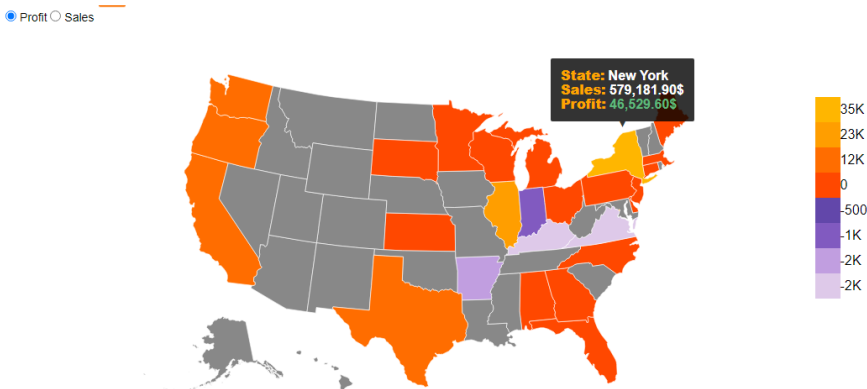 Profit Sales
State: New York
Sales: 579,181.90$
Profit: 46,529.60$
35K
23K
12K
0
-500
-1K
-2K
-2K